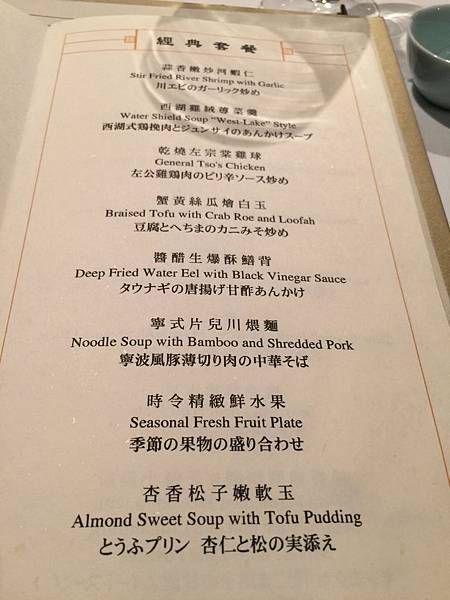 經典套餐
蒜香嫩炒河蝦仁
Stir Fried River Shrimp with Garlic
川エビのガーリック炒め
西湖雞絨蓴菜羹
Water Shield Soup "West-Lake" Style
西湖式鶏挽肉とジュンサイのあんかけスープ
乾燒左宗棠雞球
General Tso's Chicken
左公雞鶏肉のピリ辛ソース炒め
蟹黃絲瓜燴白玉
Braised Tofu with Crab Roe and Loofah
豆腐とへちまのカニみそ炒め
醬醋生爆酥鱔背
Deep Fried Water Eel with Black Vinegar Sauce
タウナギの唐揚げ甘酢あんかけ
寧式片兒川煨麵
Noodle Soup with Bamboo and Shredded Pork
寧波風豚薄切り肉の中華そば
時令精緻鮮水果
Seasonal Fresh Fruit Plate
季節の果物の盛り合わせ
杏香松子嫩軟玉
Almond Sweet Soup with Tofu Pudding
とうふプリン 杏仁と松の実添え